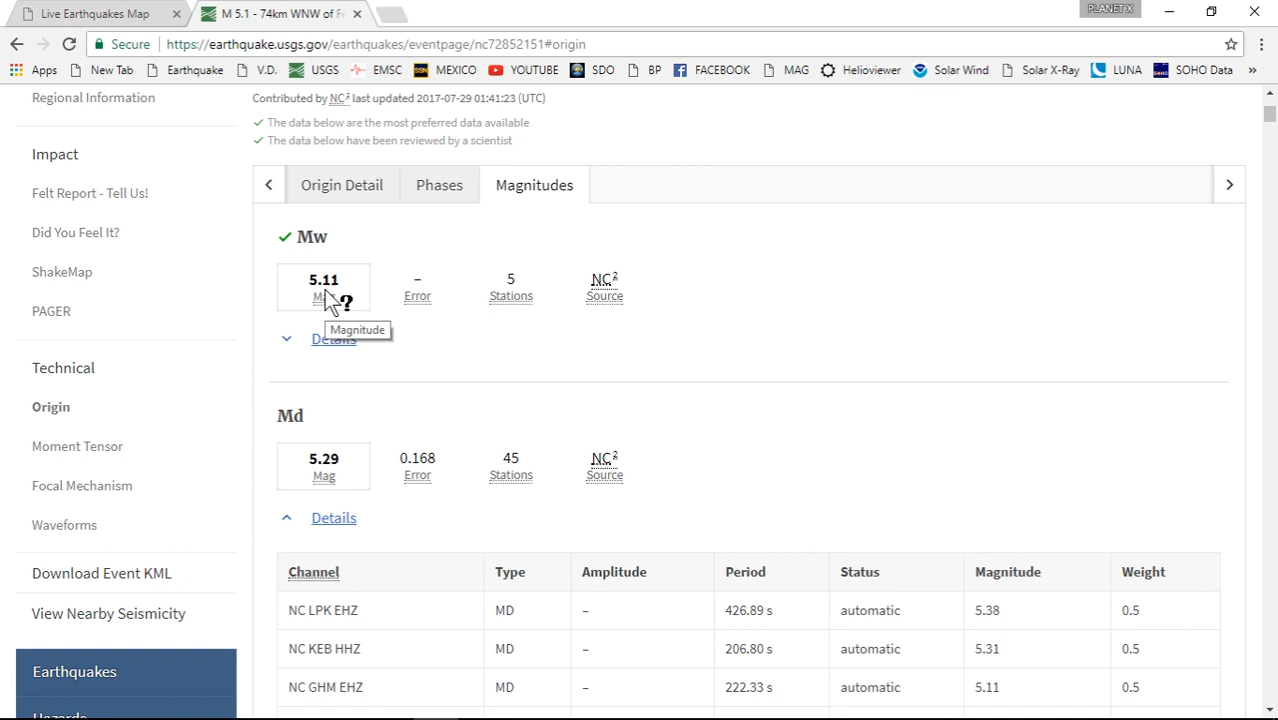 Live Earthquakes Map
M 5.1 - 74km WNW of Fe
PLANET X
Secure
https://earthquake.usgs.gov/earthquakes/eventpage/nc72852151#origin
Apps New Tab Earthquake V.D. USGS EMSC MEXICO YOUTUBE SDO BP FACEBOOK MAG Helioviewer Solar Wind Solar X-Ray LUNA SOHO Data »
Regional Information
Impact
Felt Report - Tell Us!
Did You Feel It?
ShakeMap
PAGER
Technical
Origin
Moment Tensor
Focal Mechanism
Waveforms
Download Event KML
View Nearby Seismicity
Earthquakes
Hazards
Contributed by NC² last updated 2017-07-29 01:41:23 (UTC)
The data below are the most preferred data available
The data below have been reviewed by a scientist
Origin Detail Phases Magnitudes
Mw
5.11 – 5 NC²
Error Stations Source
Magnitude
Details
Md
5.29 0.168 45 NC²
Mag Error Stations Source
Details
Channel Type Amplitude Period Status Magnitude Weight
NC LPK EHZ MD – 426.89 s automatic 5.38 0.5
NC KEB HHZ MD – 206.80 s automatic 5.31 0.5
NC GHM EHZ MD – 222.33 s automatic 5.11 0.5